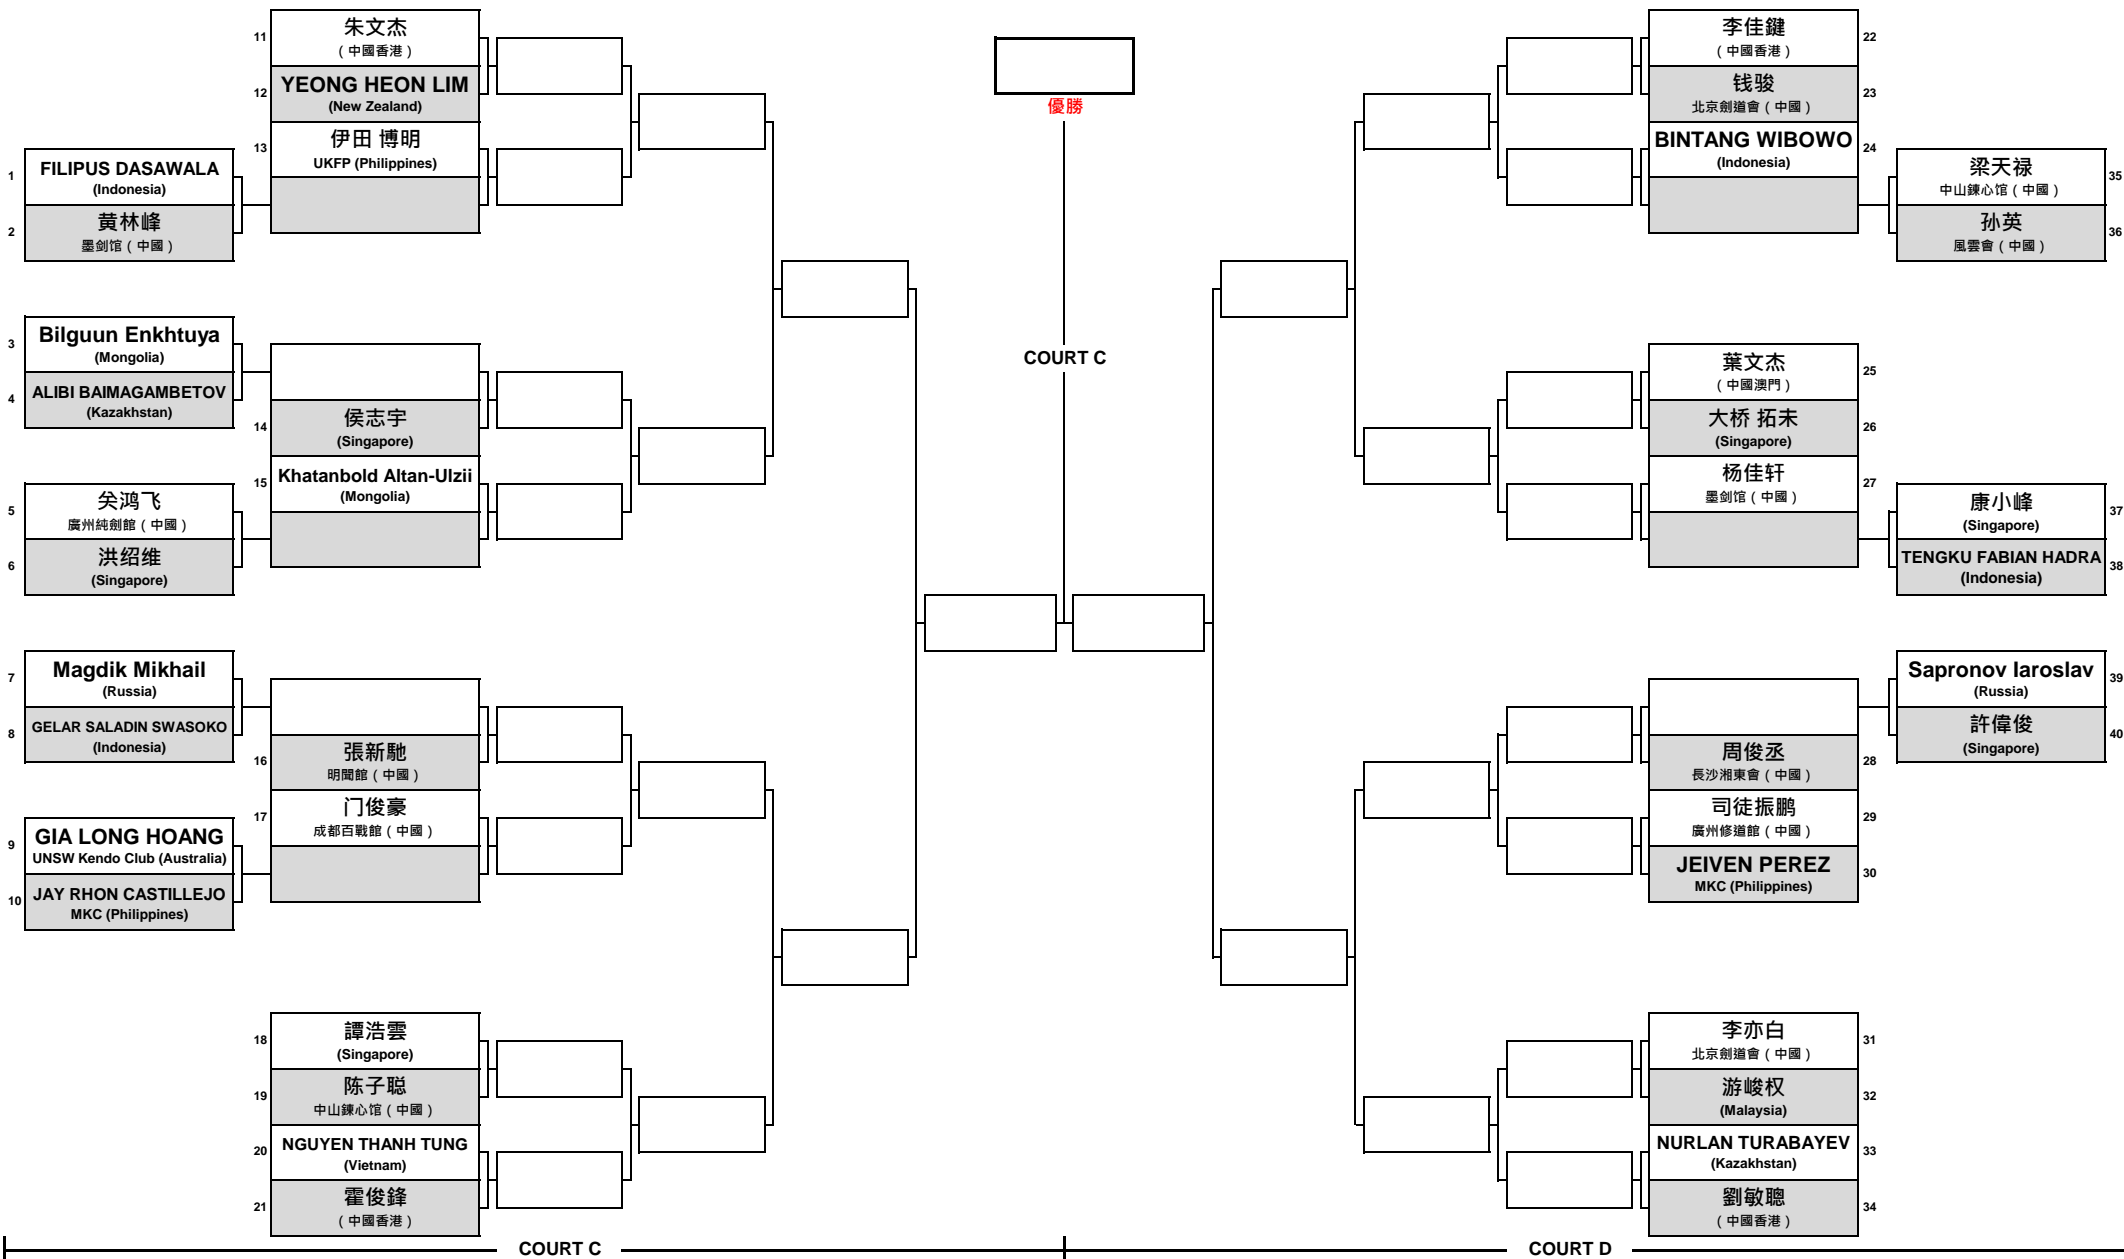 11
朱文杰
(中國香港)
12
YEONG HEON LIM
(New Zealand)
13
伊田 博明
UKFP (Philippines)
1
FILIPUS DASAWALA
(Indonesia)
2
黄林峰
墨剑馆(中國)
3
Bilguun Enkhtuya
(Mongolia)
4
ALIBI BAIMAGAMBETOV
(Kazakhstan)
14
侯志宇
(Singapore)
15
Khatanbold Altan-Ulzii
(Mongolia)
5
矣鸿飞
廣州純劍館(中國)
6
洪绍维
(Singapore)
7
Magdik Mikhail
(Russia)
8
GELAR SALADIN SWASOKO
(Indonesia)
16
張新馳
明聞館(中國)
17
门俊豪
成都百戰館(中國)
9
GIA LONG HOANG
UNSW Kendo Club (Australia)
10
JAY RHON CASTILLEJO
MKC (Philippines)
18
譚浩雲
(Singapore)
19
陈子聪
中山錬心馆(中國)
20
NGUYEN THANH TUNG
(Vietnam)
21
霍俊鋒
(中國香港)
優勝
COURT C
22
李佳鍵
(中國香港)
23
钱骏
北京劍道會(中國)
24
BINTANG WIBOWO
(Indonesia)
35
梁天禄
中山錬心馆(中國)
36
孙英
風雲會(中國)
25
葉文杰
(中國澳門)
26
大桥 拓未
(Singapore)
27
杨佳轩
墨剑馆(中國)
37
康小峰
(Singapore)
38
TENGKU FABIAN HADRA
(Indonesia)
39
Sapronov Iaroslav
(Russia)
40
許偉俊
(Singapore)
28
周俊丞
長沙湘東會(中國)
29
司徒振鹏
廣州修道館(中國)
30
JEIVEN PEREZ
MKC (Philippines)
31
李亦白
北京劍道會(中國)
32
游峻权
(Malaysia)
33
NURLAN TURABAYEV
(Kazakhstan)
34
劉敏聰
(中國香港)
COURT C
COURT D